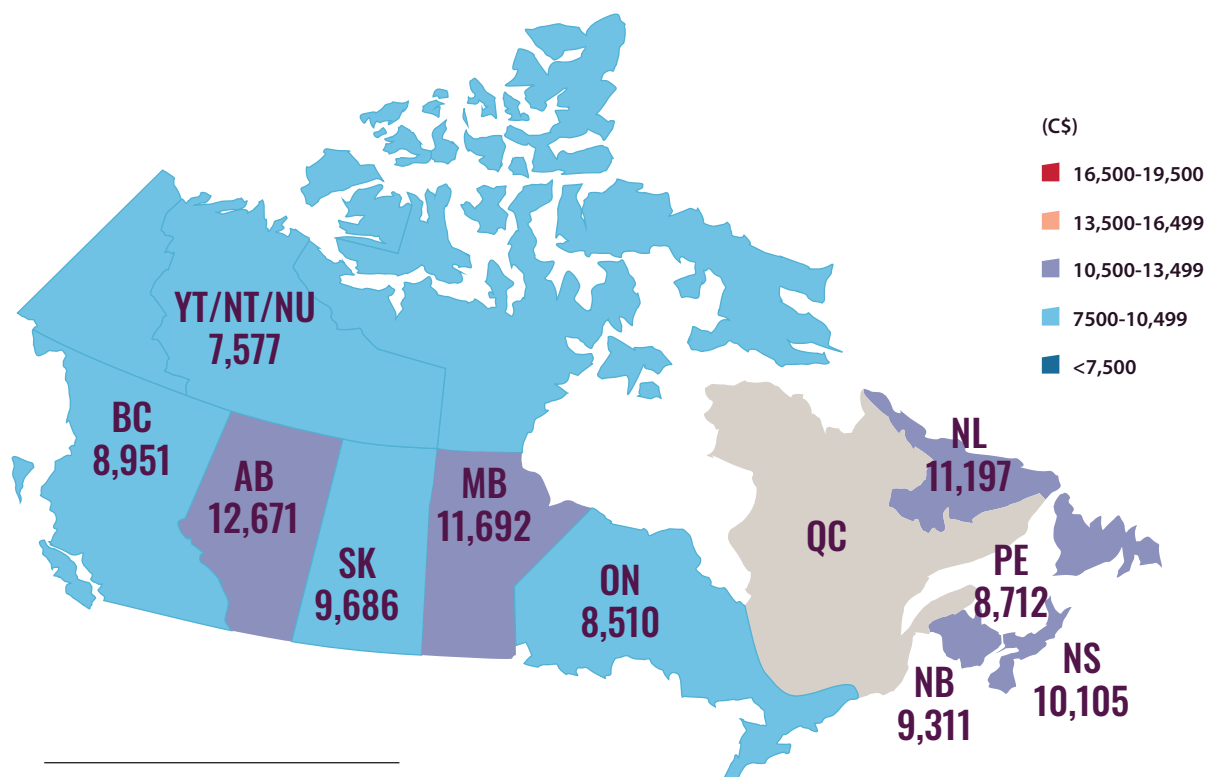 (C$)
16,500-19,500
13,500-16,499
10,500-13,499
7500-10,499
<7,500
YT/NT/NU
7,577
BC
8,951
AB
12,671
SK
9,686
MB
11,692
ON
8,510
QC
NL
11,197
PE
8,712
NB
9,311
NS
10,105